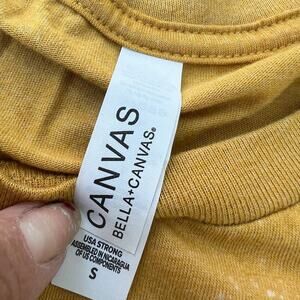 CANVAS
BELLA+CANVAS®
USA STRONG
ASSEMBLED IN NICARAGUA
OF US COMPONENTS
S